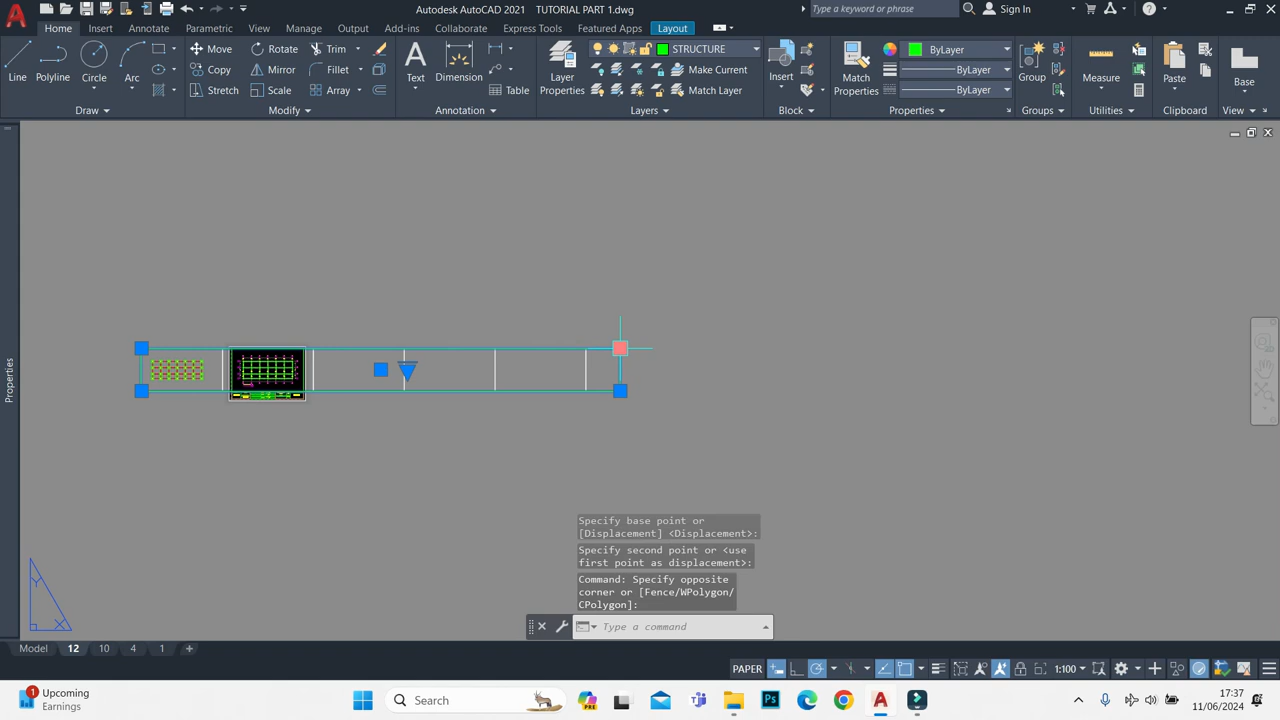 Autodesk AutoCAD 2021 TUTORIAL PART 1.dwg
Type a keyword or phrase
Sign In
Home Insert Annotate Parametric View Manage Output Add-ins Collaborate Express Tools Featured Apps Layout
Line Polyline Circle Arc
Move Rotate Trim
Copy Mirror Fillet
Stretch Scale Array
Text Dimension Table
Layer Properties
STRUCTURE
Make Current
Match Layer
Insert
Match Properties
ByLayer
ByLayer
ByLayer
Group Measure Paste Base
Draw Modify Annotation Layers Block Properties Groups Utilities Clipboard View
Properties
Specify base point or
[Displacement] <Displacement>:
Specify second point or <use
first point as displacement>:
Command: Specify opposite
corner or [Fence/WPolygon/
CPolygon]:
Type a command
Y
X
Model 12 10 4 1
PAPER 1:100
1
Upcoming
Earnings
Search
PRE
17:37
11/06/2024